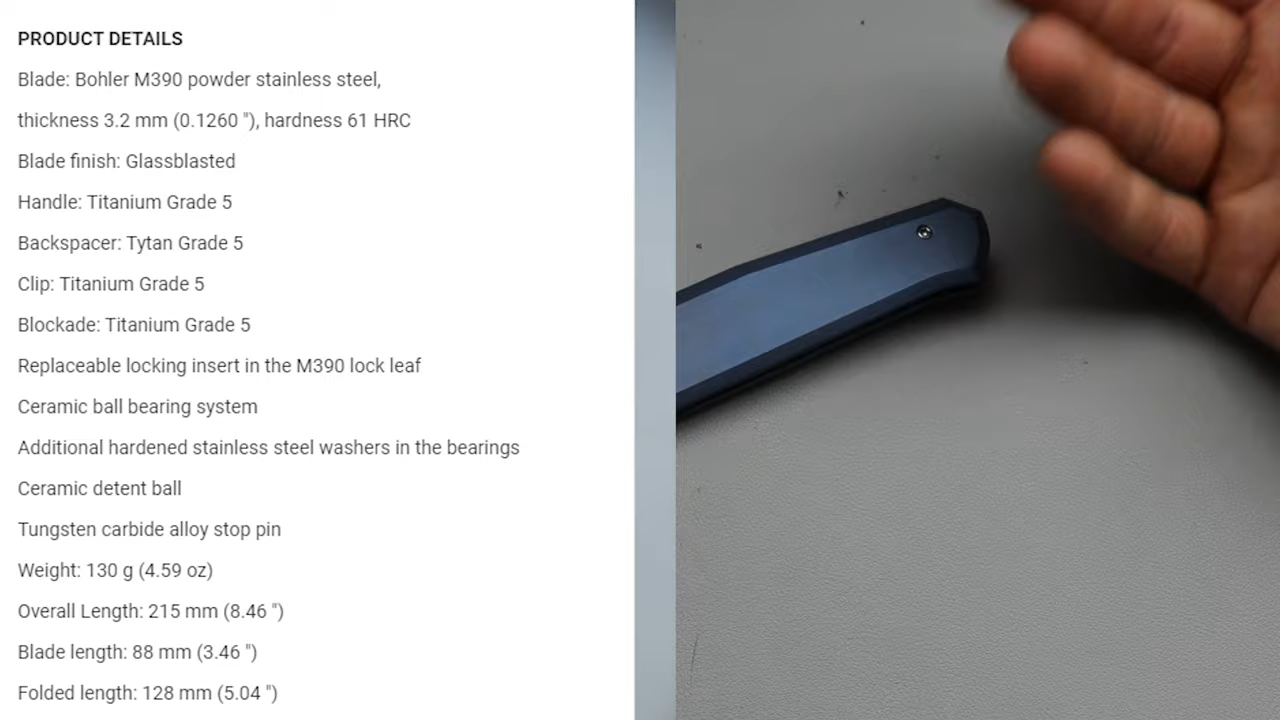 PRODUCT DETAILS
Blade: Bohler M390 powder stainless steel,
thickness 3.2 mm (0.1260 "), hardness 61 HRC
Blade finish: Glassblasted
Handle: Titanium Grade 5
Backspacer: Tytan Grade 5
Clip: Titanium Grade 5
Blockade: Titanium Grade 5
Replaceable locking insert in the M390 lock leaf
Ceramic ball bearing system
Additional hardened stainless steel washers in the bearings
Ceramic detent ball
Tungsten carbide alloy stop pin
Weight: 130 g (4.59 oz)
Overall Length: 215 mm (8.46 ")
Blade length: 88 mm (3.46 ")
Folded length: 128 mm (5.04 ")